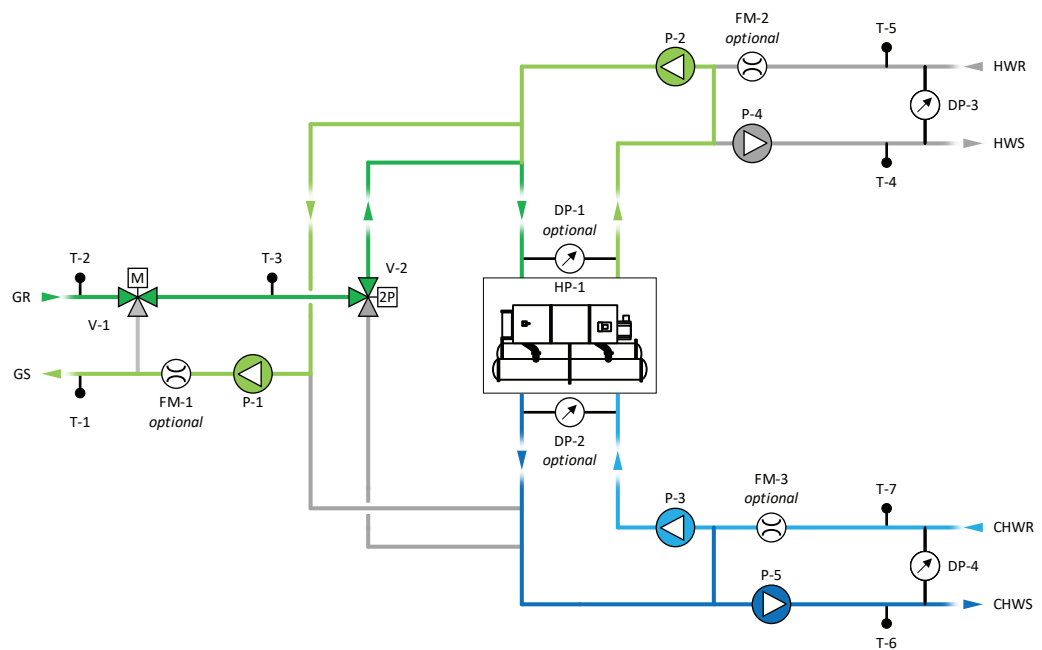 FM-2
optional
T-5
P-2
HWR
DP-3
P-4
HWS
T-4
DP-1
optional
T-2
T-3
V-2
M
HP-1
GR
2P
V-1
GS
FM-1
optional
P-1
T-1
DP-2
optional
FM-3
optional
T-7
P-3
CHWR
DP-4
P-5
CHWS
T-6